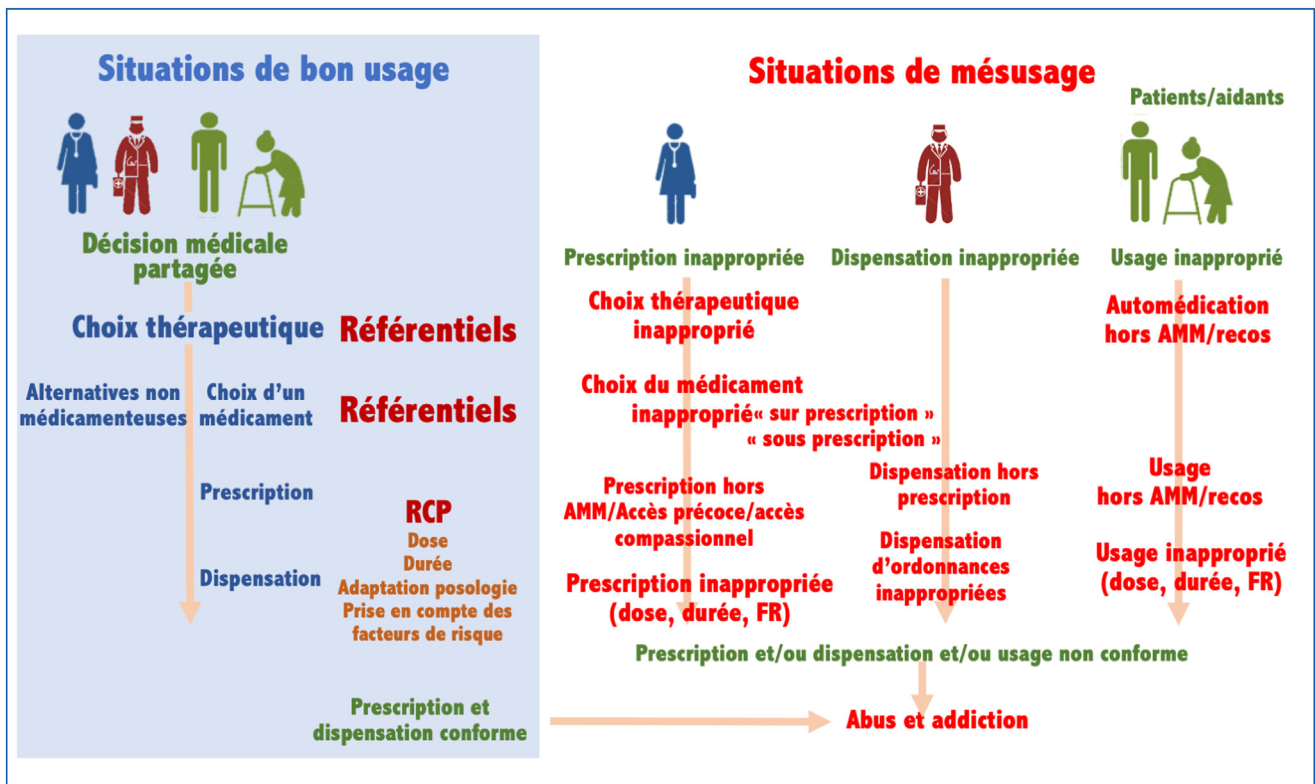 Situations de bon usage
Décision médicale
partagée
Choix thérapeutique
Référentiels
Alternatives non
médicamenteuses
Choix d'un
médicament
Référentiels
Prescription
RCP
Dose
Durée
Adaptation posologie
Prise en compte des
facteurs de risque
Dispensation
Prescription et
dispensation conforme
Situations de mésusage
Patients/aidants
Prescription inappropriée
Dispensation inappropriée
Usage inapproprié
Choix thérapeutique
inapproprié
Choix du médicament
inapproprié
« sur prescription »
« sous prescription »
Prescription hors
AMM/Accès précoce/accès
compassionnel
Prescription inappropriée
(dose, durée, FR)
Dispensation hors
prescription
Dispensation
d'ordonnances
inappropriées
Automédication
hors AMM/recos
Usage
hors AMM/recos
Usage inapproprié
(dose, durée, FR)
Prescription et/ou dispensation et/ou usage non conforme
Abus et addiction